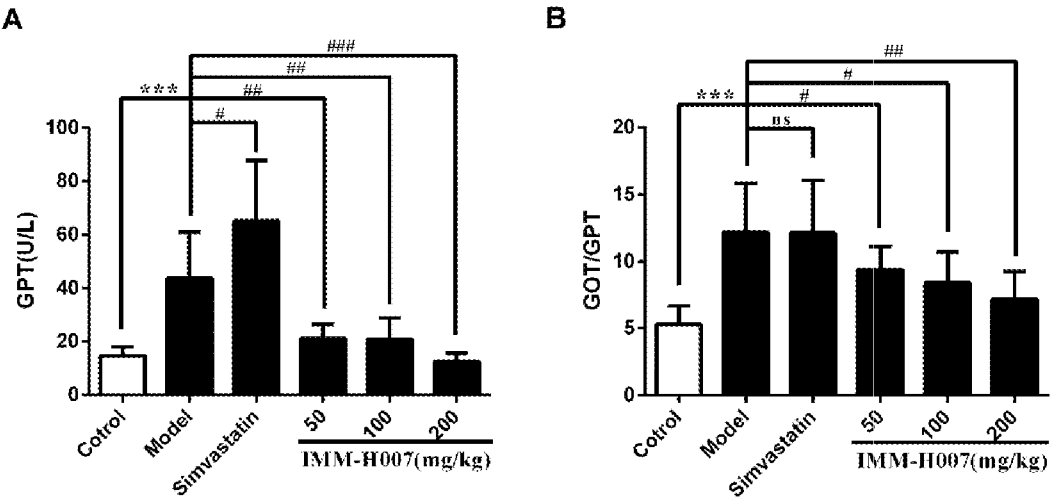 A
###
##
*** ##
#
100
80
60
40
20
0
GPT(U/L)
Cotrol
Model
Simvastatin
50
100
200
IMM-H007(mg/kg)
B
##
#
*** #
ns
20
15
10
5
0
GOT/GPT
Cotrol
Model
Simvastatin
50
100
200
IMM-H007(mg/kg)